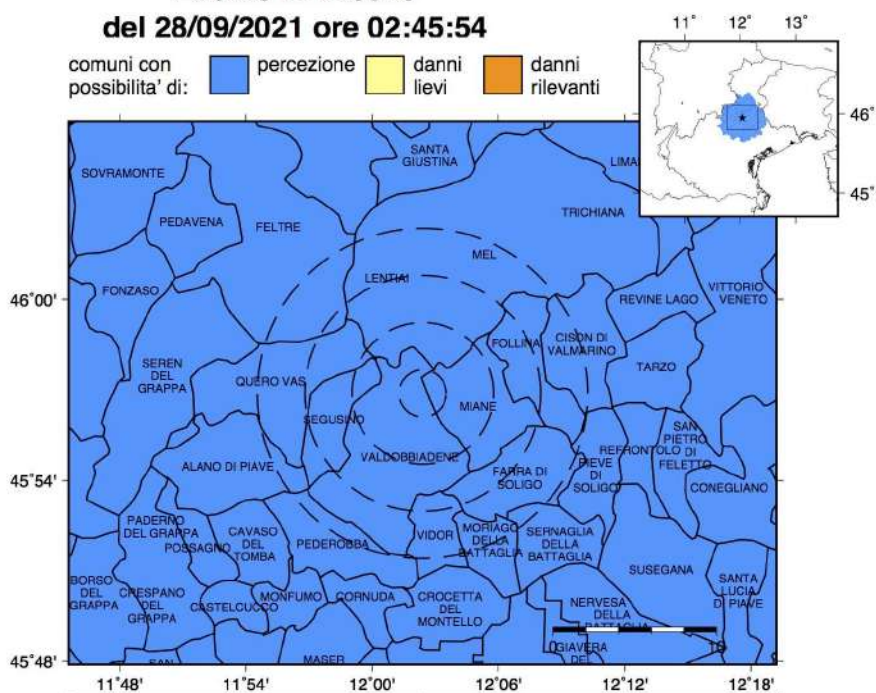 del 28/09/2021 ore 02:45:54
comuni con
possibilita' di:
percezione
danni
lievi
danni
rilevanti
11°
12°
13°
46°
45°
SOVRAMONTE
SANTA
GIUSTINA
PEDAVENA
FELTRE
TRICHIANA
MEL
LENTIAI
FONZASO
46°00'
REVINE LAGO
VITTORIO
VENETO
FOLLINA
CISON DI
VALMARINO
TARZO
SEREN
DEL
GRAPPA
QUERO VAS
SEGUSINO
MIANE
VALDOBBIADENE
ALANO DI PIAVE
FARRA DI
SOLIGO
PIEVE
DI
SOLIGO
REFRONTOLO
SAN
PIETRO
DI
FELETTO
CONEGLIANO
45°54'
PADERNO
DEL GRAPPA
POSSAGNO
CAVASO
DEL
TOMBA
PEDEROBBA
VIDOR
MORIAGO
DELLA
BATTAGLIA
SERNAGLIA
DELLA
BATTAGLIA
SUSEGANA
SANTA
LUCIA
DI PIAVE
BORSO
DEL
GRAPPA
CRESPANO
DEL
GRAPPA
CASTELCUCCO
MONFUMO
CORNUDA
CROCETTA
DEL
MONTELLO
NERVESA
DELLA
BATTAGLIA
0
GIAVERA
DEL
SAN
MASER
45°48'
11°48'
11°54'
12°00'
12°06'
12°12'
12°18'